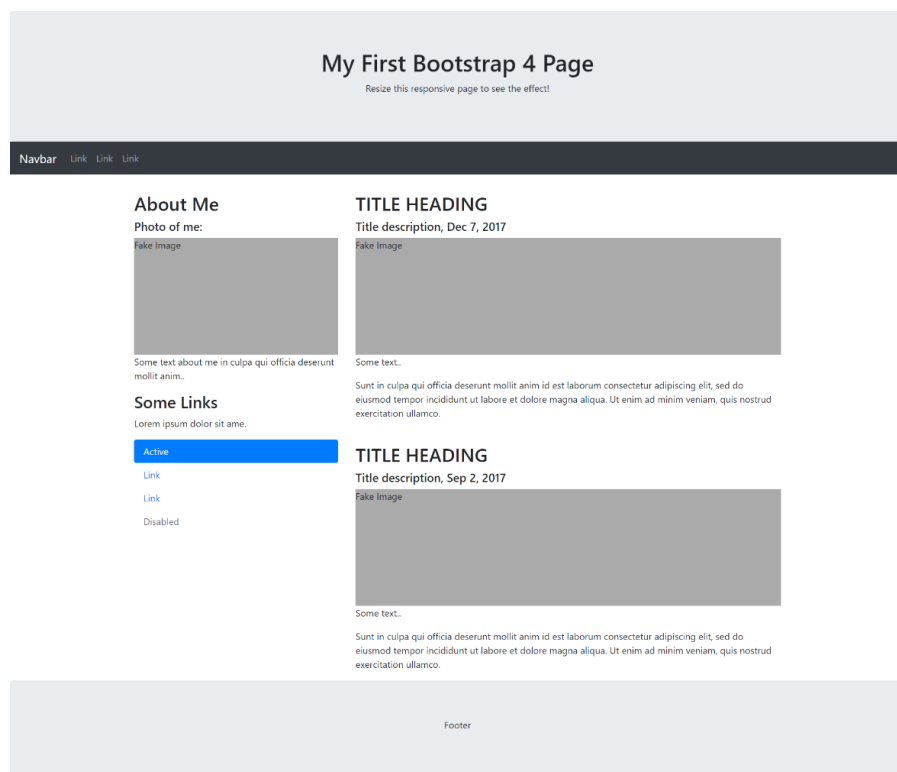 My First Bootstrap 4 Page
Resize this responsive page to see the effect!
Navbar Link Link Link
About Me
Photo of me:
Fake Image
Some text about me in culpa qui officia deserunt
mollit anim..
Some Links
Lorem ipsum dolor sit ame.
Active
Link
Link
Disabled
TITLE HEADING
Title description, Dec 7, 2017
Fake Image
Some text..
Sunt in culpa qui officia deserunt mollit anim id est laborum consectetur adipiscing elit, sed do
eiusmod tempor incididunt ut labore et dolore magna aliqua. Ut enim ad minim veniam, quis nostrud
exercitation ullamco.
TITLE HEADING
Title description, Sep 2, 2017
Fake Image
Some text..
Sunt in culpa qui officia deserunt mollit anim id est laborum consectetur adipiscing elit, sed do
eiusmod tempor incididunt ut labore et dolore magna aliqua. Ut enim ad minim veniam, quis nostrud
exercitation ullamco.
Footer